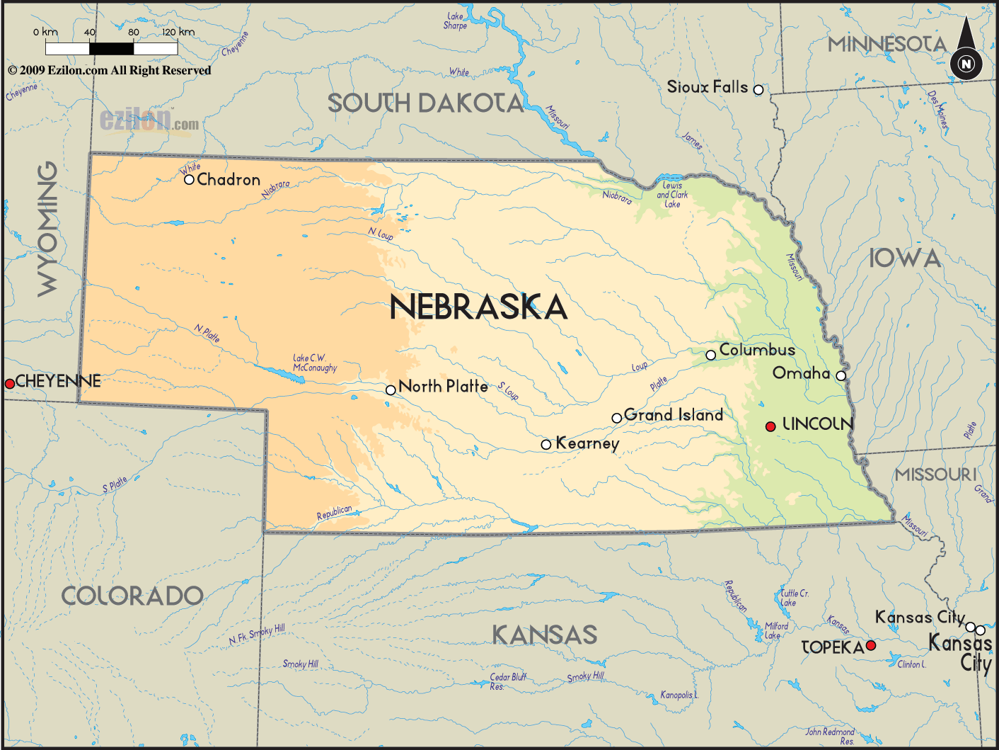 0 km 40 80 120 km
© 2009 Ezilon.com All Right Reserved
ezilon.com
Lake
Sharpe
Cheyenne
White
Cheyenne
SOUTH DAKOTA
Missouri
Sioux Falls
James
MINNESOTA
N
Des Moines
WYOMING
White
Chadron
Niobrara
Niobrara
Lewis
and Clark
Lake
N. Loup
Missouri
IOWA
NEBRASKA
N. Platte
Lake C.W.
McConaughy
CHEYENNE
North Platte
S. Loup
Loup
Platte
Columbus
Omaha
Grand Island
LINCOLN
Kearney
Platte
MISSOURI
Grand
S. Platte
Republican
Missouri
COLORADO
N. Fk. Smoky Hill
KANSAS
Republican
Tuttle Cr.
Lake
Milford
Lake
Kansas
Kansas City
Kansas
City
TOPEKA
Clinton L.
Smoky Hill
Cedar Bluff
Res.
Smoky Hill
Kanopolis L.
John Redmond
Res.